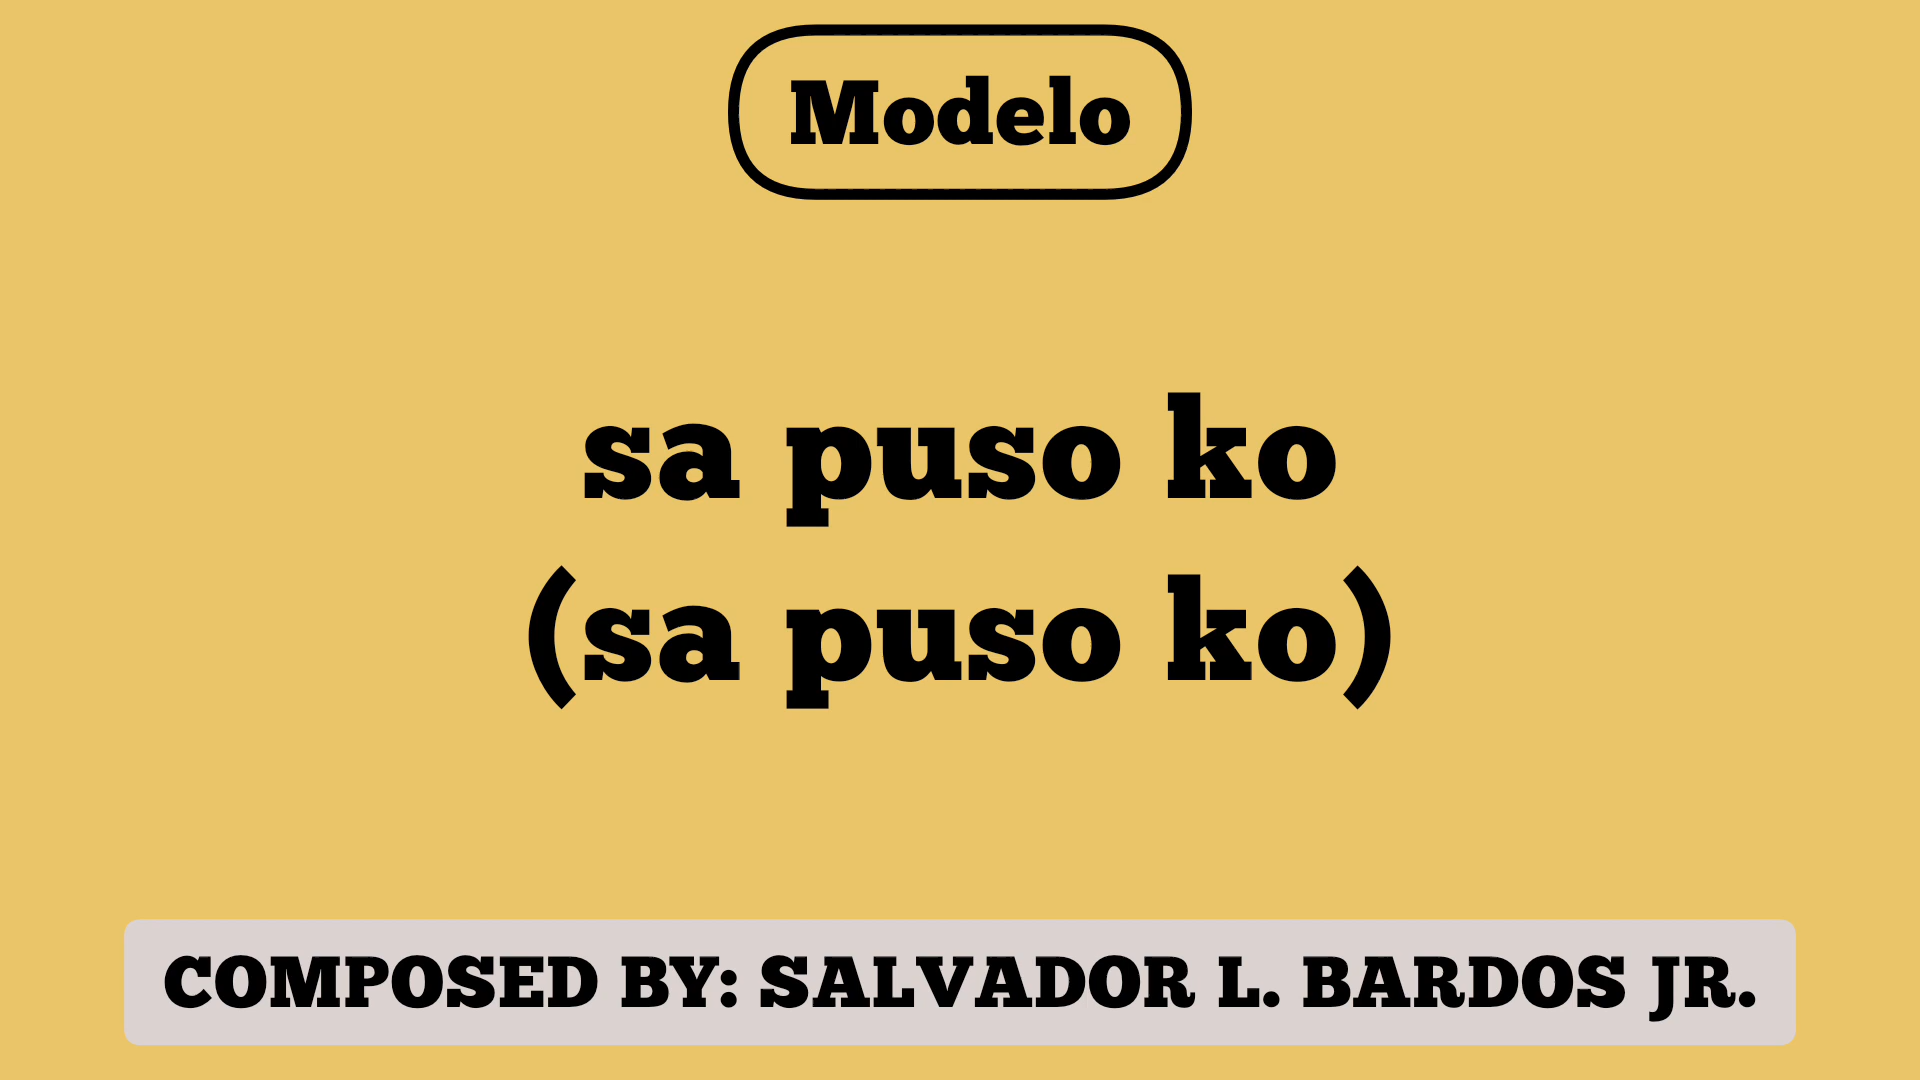 Modelo
sa puso ko
(sa puso ko)
COMPOSED BY: SALVADOR L. BARDOS JR.